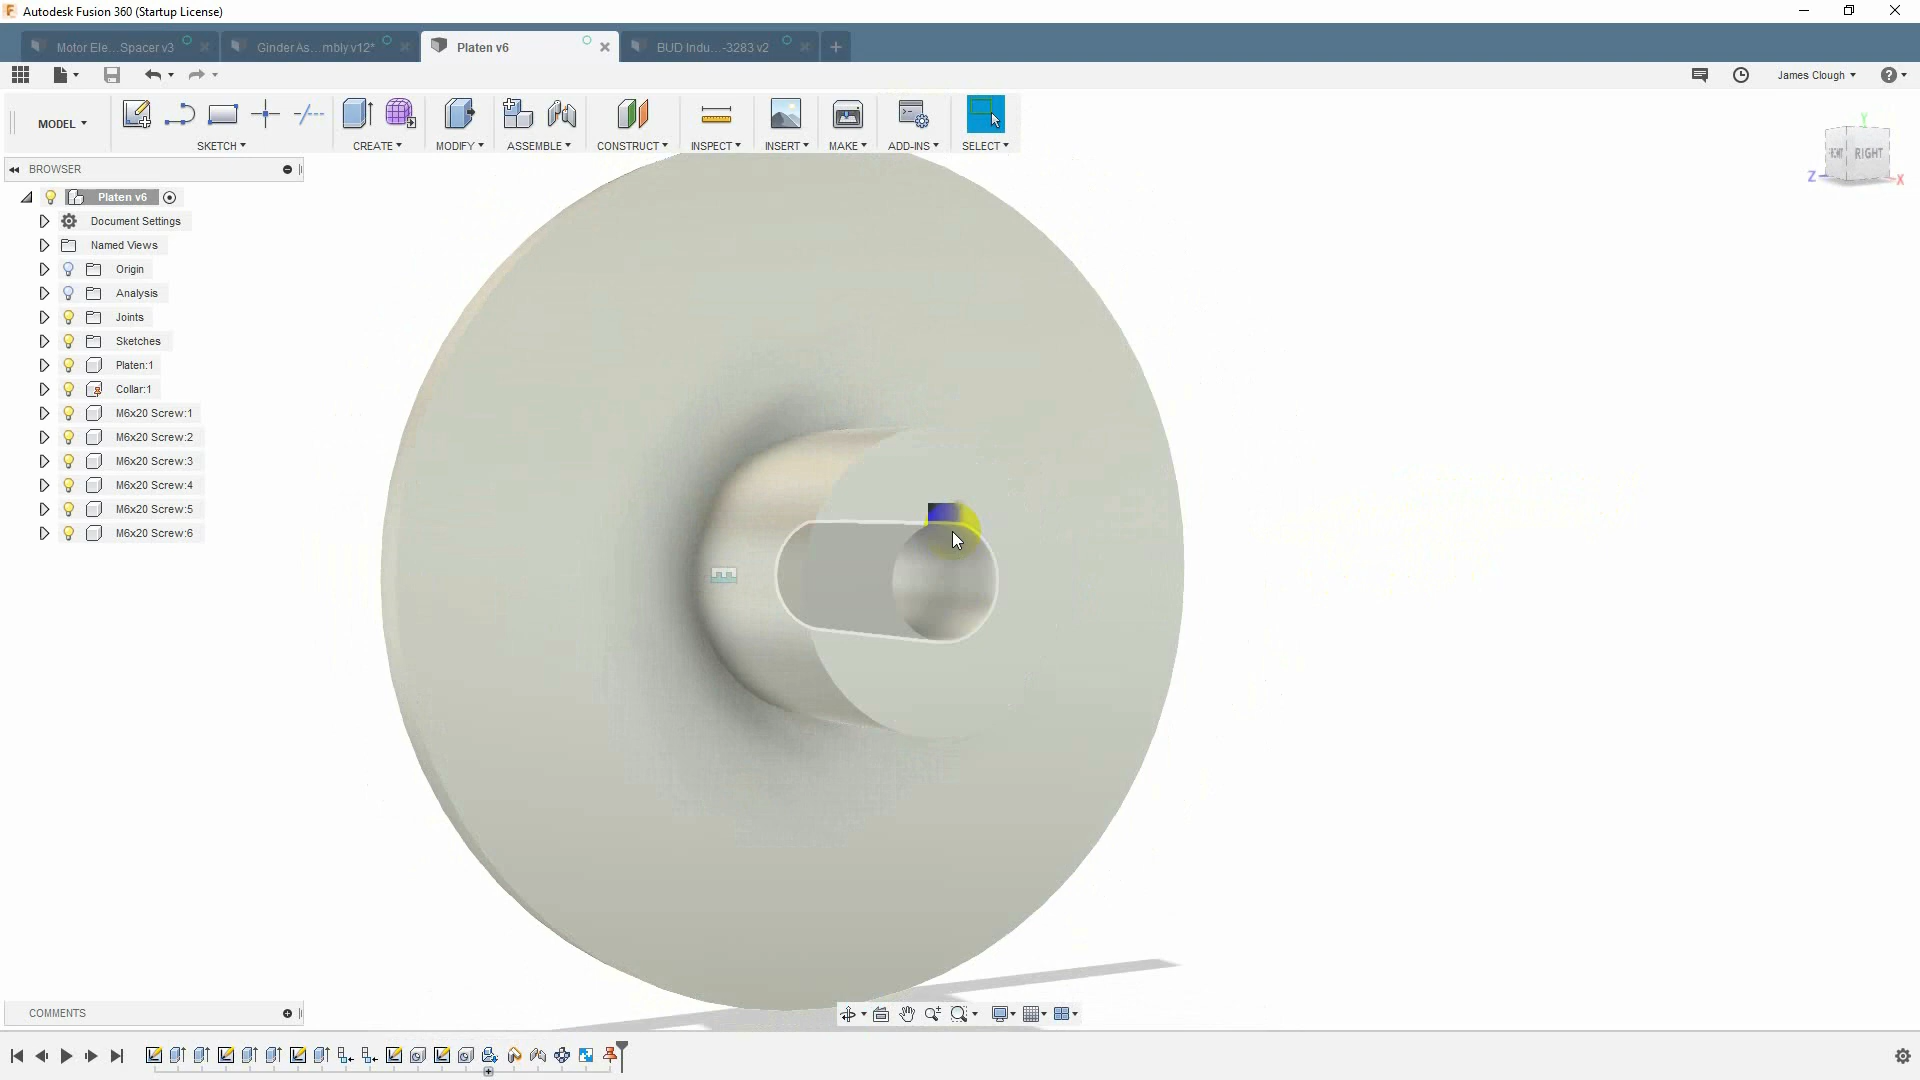 Autodesk Fusion 360 (Startup License)
Motor Ele...Spacer v3
Ginder As...mbly v12*
Platen v6
BUD Indu...-3283 v2
James Clough
MODEL
SKETCH
CREATE
MODIFY
ASSEMBLE
CONSTRUCT
INSPECT
INSERT
MAKE
ADD-INS
SELECT
BROWSER
Platen v6
Document Settings
Named Views
Origin
Analysis
Joints
Sketches
Platen:1
Collar:1
M6x20 Screw:1
M6x20 Screw:2
M6x20 Screw:3
M6x20 Screw:4
M6x20 Screw:5
M6x20 Screw:6
RIGHT
Y
Z
X
COMMENTS